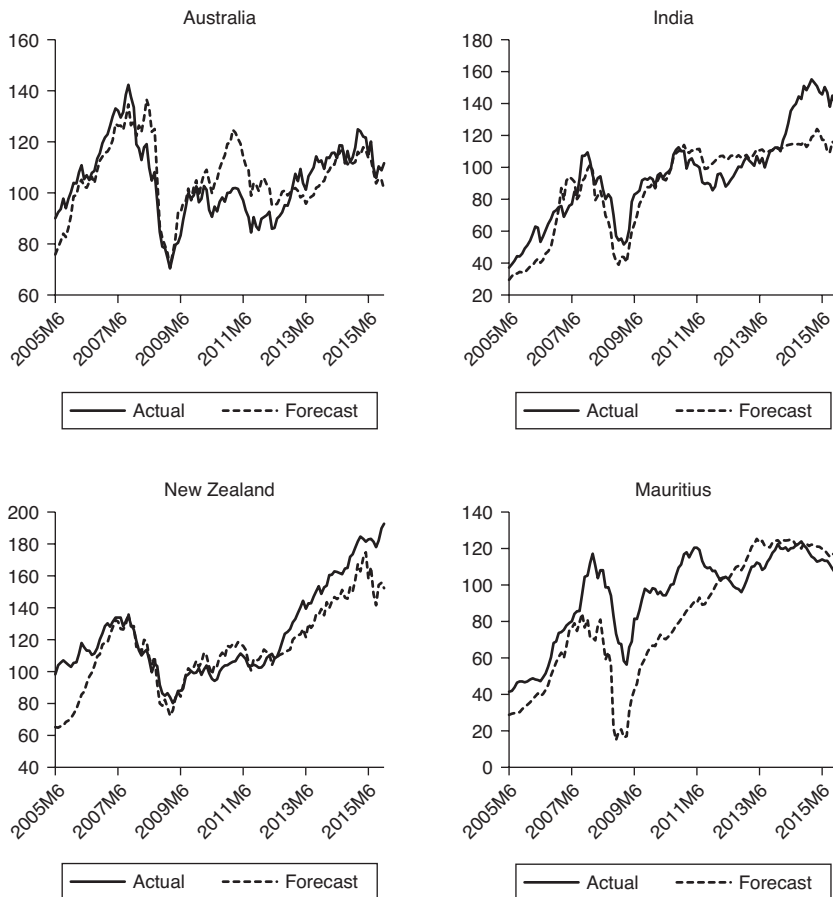 Australia
160
140
120
100
80
60
2005M6
2007M6
2009M6
2011M6
2013M6
2015M6
Actual
Forecast
India
180
160
140
120
100
80
60
40
20
2005M6
2007M6
2009M6
2011M6
2013M6
2015M6
Actual
Forecast
New Zealand
200
180
160
140
120
100
80
60
40
2005M6
2007M6
2009M6
2011M6
2013M6
2015M6
Actual
Forecast
Mauritius
140
120
100
80
60
40
20
0
2005M6
2007M6
2009M6
2011M6
2013M6
2015M6
Actual
Forecast